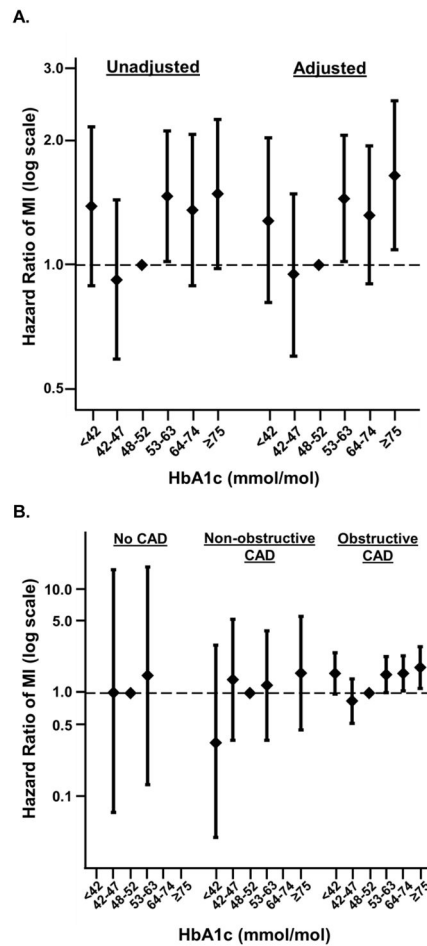 A.
Unadjusted Adjusted
Hazard Ratio of MI (log scale)
3.0
2.0
1.0
0.5
<42 42-47 48-52 53-63 64-74 ≥75 <42 42-47 48-52 53-63 64-74 ≥75
HbA1c (mmol/mol)
B.
No CAD Non-obstructive CAD Obstructive CAD
Hazard Ratio of MI (log scale)
10.0
5.0
1.0
0.5
0.1
<42 42-47 48-52 53-63 64-74 ≥75 <42 42-47 48-52 53-63 64-74 ≥75 <42 42-47 48-52 53-63 64-74 ≥75
HbA1c (mmol/mol)